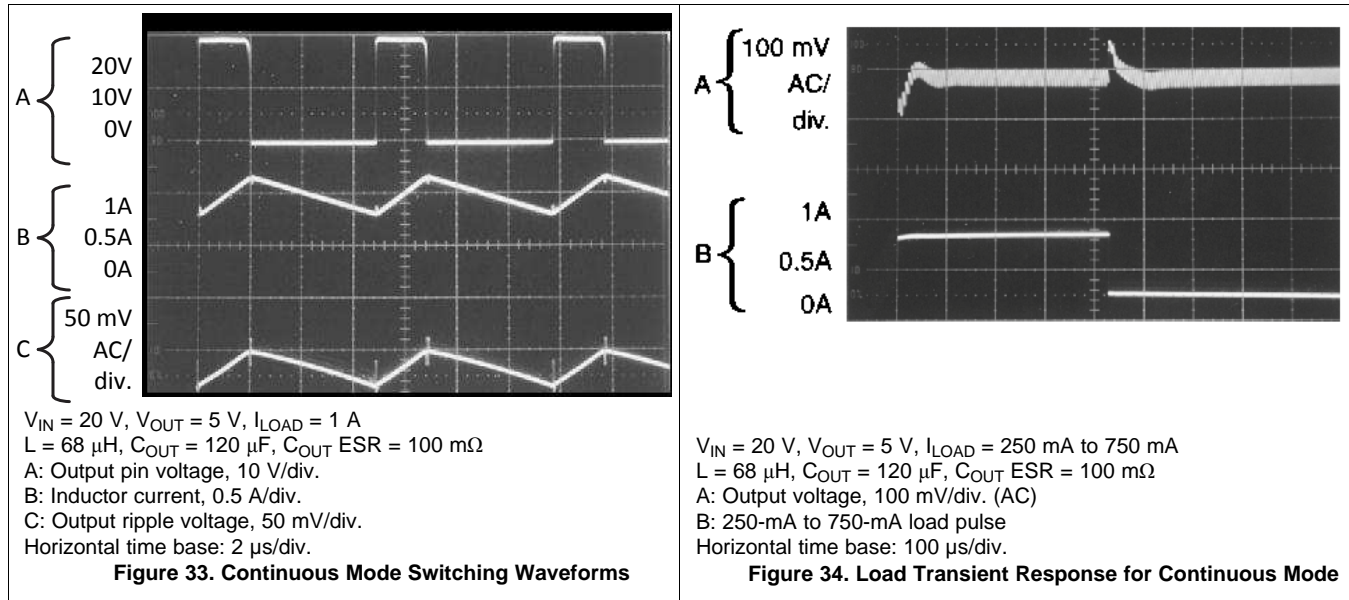 A
20V
10V
0V
B
1A
0.5A
0A
C
50 mV
AC/
div.
V_IN = 20 V, V_OUT = 5 V, I_LOAD = 1 A
L = 68 μH, C_OUT = 120 μF, C_OUT ESR = 100 mΩ
A: Output pin voltage, 10 V/div.
B: Inductor current, 0.5 A/div.
C: Output ripple voltage, 50 mV/div.
Horizontal time base: 2 μs/div.
Figure 33. Continuous Mode Switching Waveforms
A
100 mV
AC/
div.
B
1A
0.5A
0A
V_IN = 20 V, V_OUT = 5 V, I_LOAD = 250 mA to 750 mA
L = 68 μH, C_OUT = 120 μF, C_OUT ESR = 100 mΩ
A: Output voltage, 100 mV/div. (AC)
B: 250-mA to 750-mA load pulse
Horizontal time base: 100 μs/div.
Figure 34. Load Transient Response for Continuous Mode